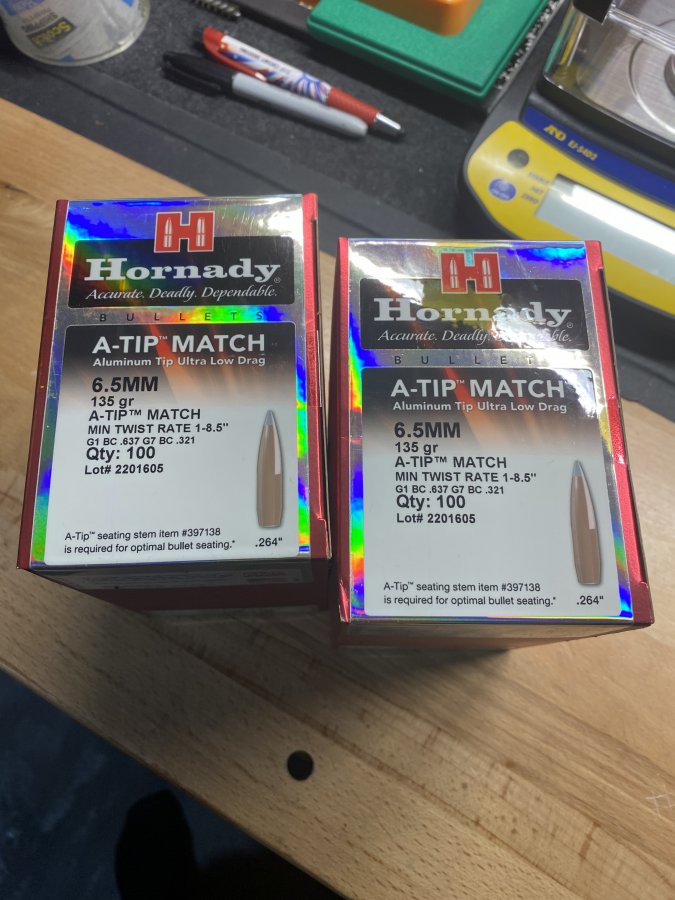 Hornady®
Accurate. Deadly. Dependable.
BULLETS
A-TIP™ MATCH
Aluminum Tip Ultra Low Drag
6.5MM
135 gr
A-TIP™ MATCH
MIN TWIST RATE 1-8.5"
G1 BC .637 G7 BC .321
Qty: 100
Lot# 2201605
A-Tip™ seating stem item #397138
is required for optimal bullet seating.*
.264"
Hornady®
Accurate. Deadly. Dependable.
BULLETS
A-TIP™ MATCH
Aluminum Tip Ultra Low Drag
6.5MM
135 gr
A-TIP™ MATCH
MIN TWIST RATE 1-8.5"
G1 BC .637 G7 BC .321
Qty: 100
Lot# 2201605
A-Tip™ seating stem item #397138
is required for optimal bullet seating.*
.264"
Scotts
AND